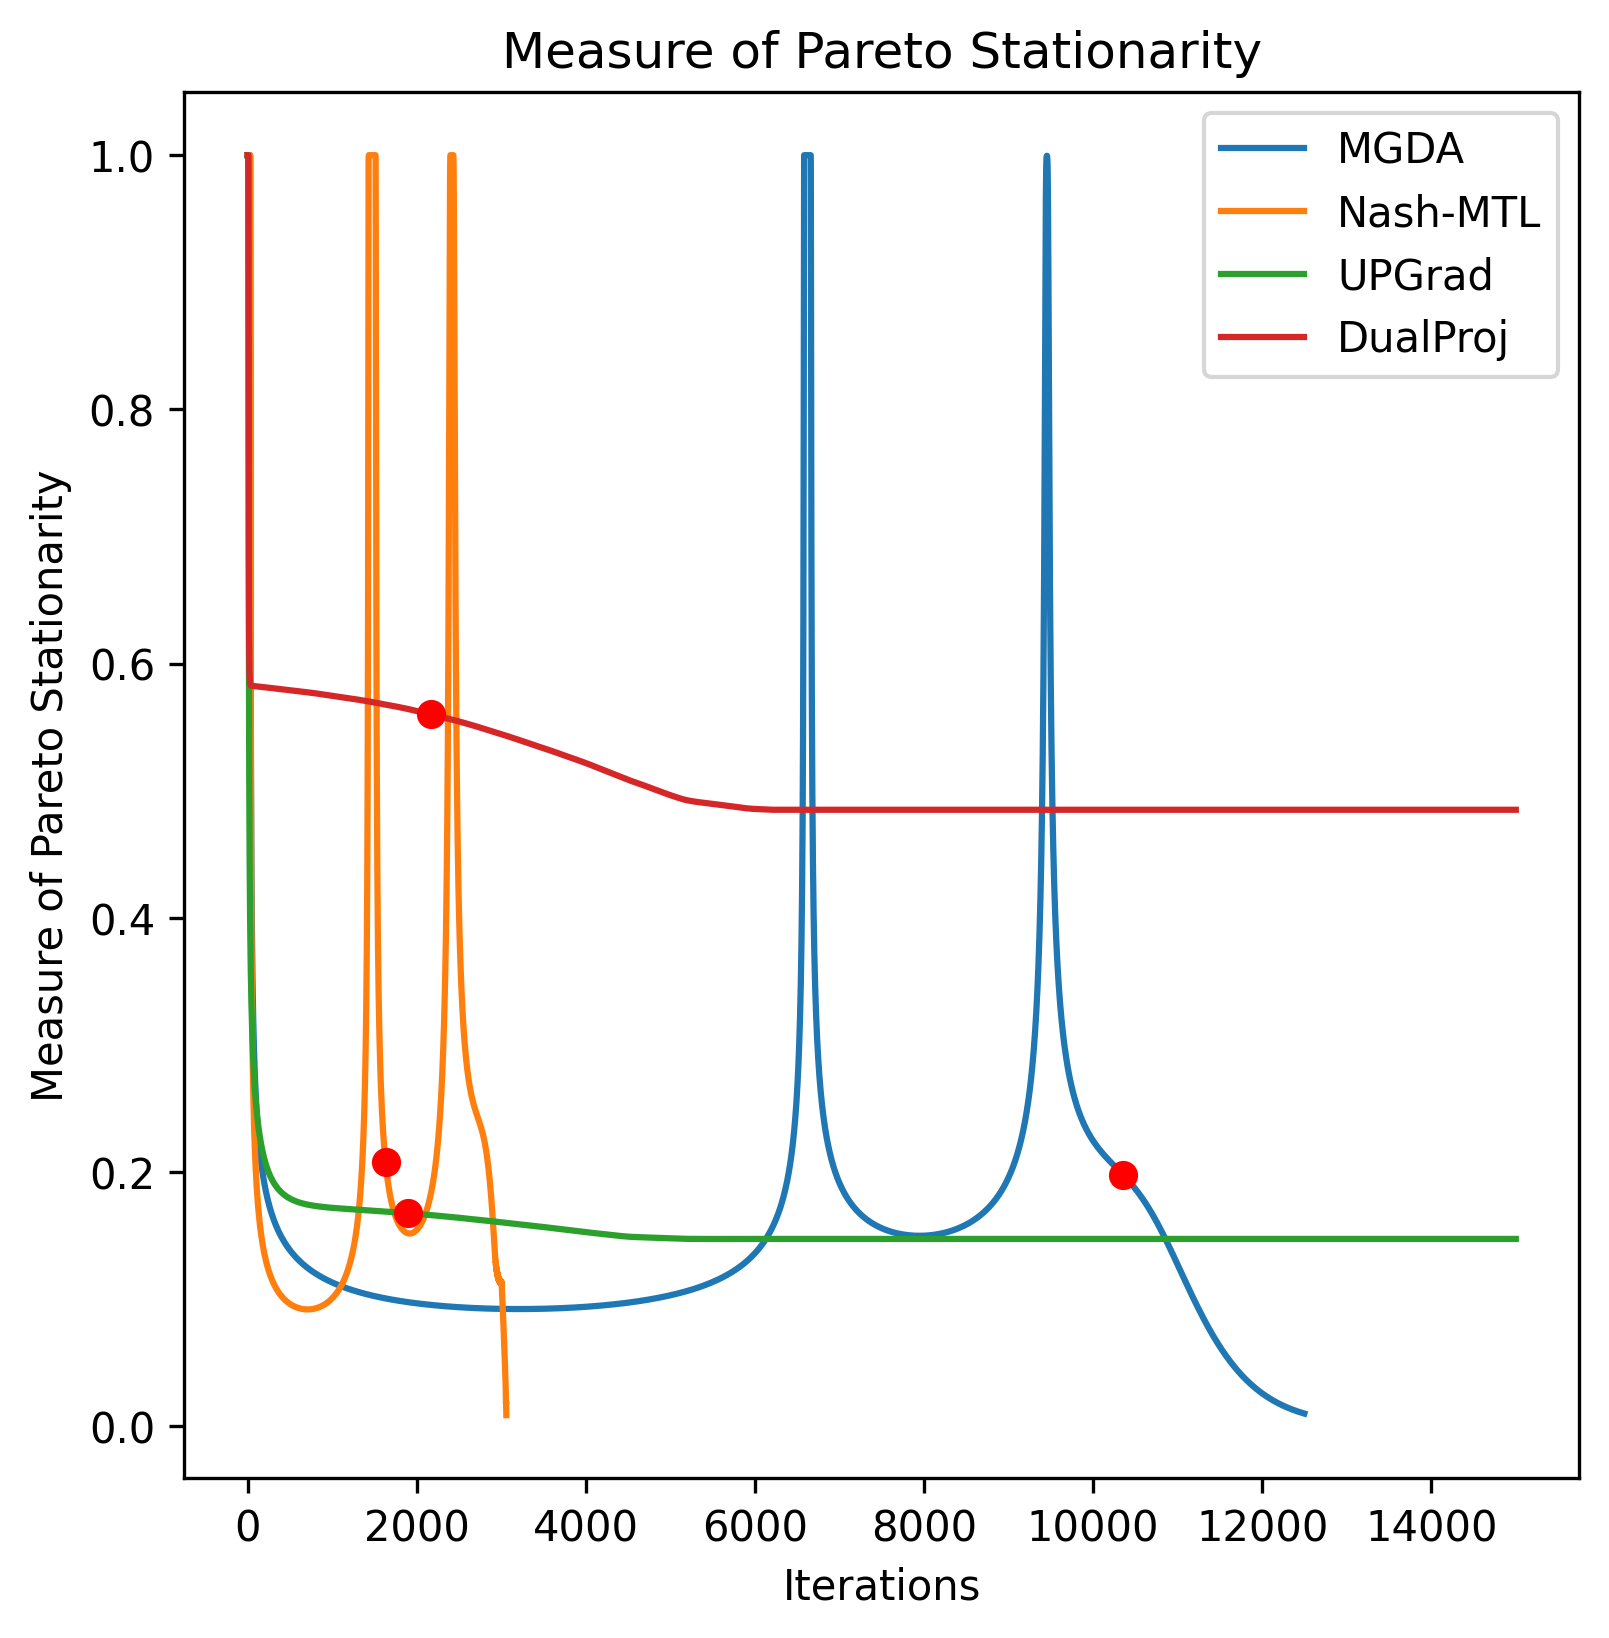 Measure of Pareto Stationarity
MGDA
Nash-MTL
UPGrad
DualProj
Measure of Pareto Stationarity
1.0
0.8
0.6
0.4
0.2
0.0
0 2000 4000 6000 8000 10000 12000 14000
Iterations